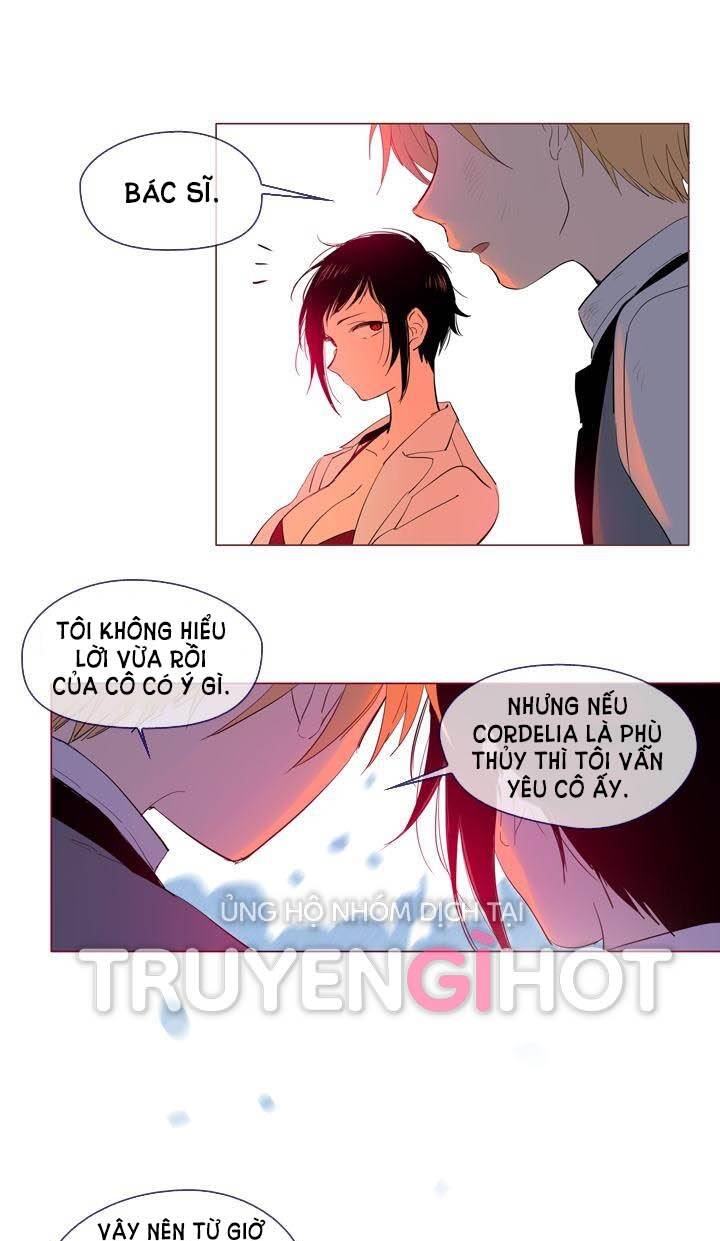 BÁC SĨ.
TÔI KHÔNG HIỂU
LỜI VỪA RỒI
CỦA CÔ CÓ Ý GÌ.
NHƯNG NẾU
CORDELIA LÀ PHÙ
THỦY THÌ TÔI VẪN
YÊU CÔ ẤY.
ỦNG HỘ NHÓM DỊCH TẠI
TRUYENGIHOT
VẬY NÊN TỪ GIỜ